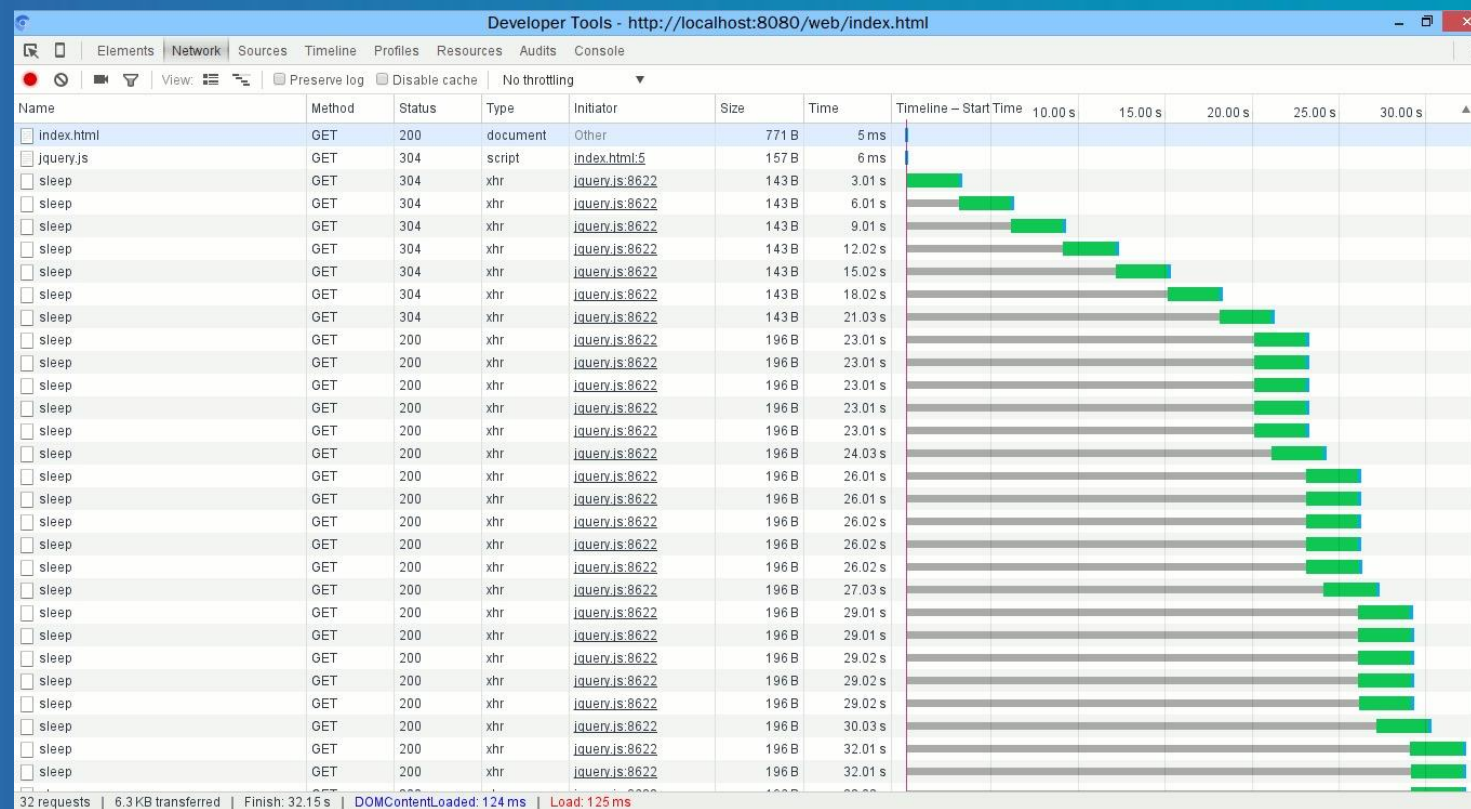 Developer Tools - http://localhost:8080/web/index.html
Elements Network Sources Timeline Profiles Resources Audits Console
View: Preserve log Disable cache No throttling
Name Method Status Type Initiator Size Time Timeline – Start Time 10.00 s 15.00 s 20.00 s 25.00 s 30.00 s
index.html GET 200 document Other 771 B 5 ms
jquery.js GET 304 script index.html:5 157 B 6 ms
sleep GET 304 xhr jquery.js:8622 143 B 3.01 s
sleep GET 304 xhr jquery.js:8622 143 B 6.01 s
sleep GET 304 xhr jquery.js:8622 143 B 9.01 s
sleep GET 304 xhr jquery.js:8622 143 B 12.02 s
sleep GET 304 xhr jquery.js:8622 143 B 15.02 s
sleep GET 304 xhr jquery.js:8622 143 B 18.02 s
sleep GET 304 xhr jquery.js:8622 143 B 21.03 s
sleep GET 200 xhr jquery.js:8622 196 B 23.01 s
sleep GET 200 xhr jquery.js:8622 196 B 23.01 s
sleep GET 200 xhr jquery.js:8622 196 B 23.01 s
sleep GET 200 xhr jquery.js:8622 196 B 23.01 s
sleep GET 200 xhr jquery.js:8622 196 B 23.01 s
sleep GET 200 xhr jquery.js:8622 196 B 24.03 s
sleep GET 200 xhr jquery.js:8622 196 B 26.01 s
sleep GET 200 xhr jquery.js:8622 196 B 26.01 s
sleep GET 200 xhr jquery.js:8622 196 B 26.02 s
sleep GET 200 xhr jquery.js:8622 196 B 26.02 s
sleep GET 200 xhr jquery.js:8622 196 B 26.02 s
sleep GET 200 xhr jquery.js:8622 196 B 27.03 s
sleep GET 200 xhr jquery.js:8622 196 B 29.01 s
sleep GET 200 xhr jquery.js:8622 196 B 29.01 s
sleep GET 200 xhr jquery.js:8622 196 B 29.02 s
sleep GET 200 xhr jquery.js:8622 196 B 29.02 s
sleep GET 200 xhr jquery.js:8622 196 B 29.02 s
sleep GET 200 xhr jquery.js:8622 196 B 30.03 s
sleep GET 200 xhr jquery.js:8622 196 B 32.01 s
sleep GET 200 xhr jquery.js:8622 196 B 32.01 s
32 requests | 6.3 KB transferred | Finish: 32.15 s | DOMContentLoaded: 124 ms | Load: 125 ms